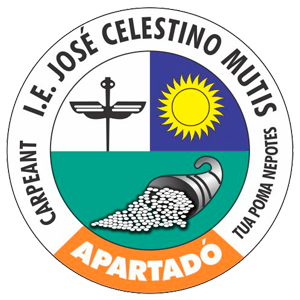 I.E. JOSÉ CELESTINO MUTIS
CARPEANT
TUA POMA NEPOTES
APARTADÓ